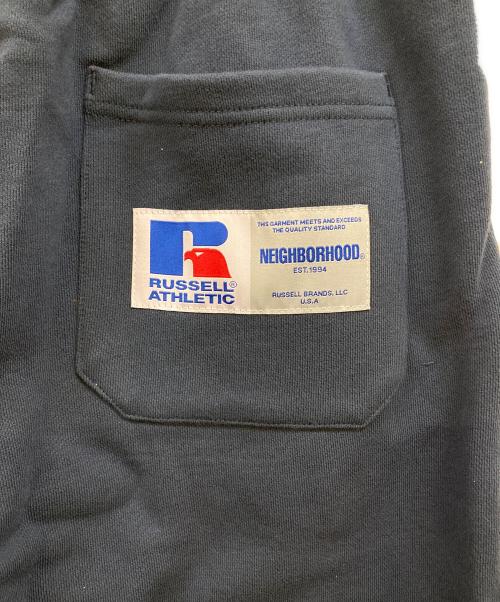 RUSSELL®
ATHLETIC
THIS GARMENT MEETS AND EXCEEDS
THE QUALITY STANDARD
NEIGHBORHOOD®
EST.1994
RUSSELL BRANDS, LLC
U.S.A